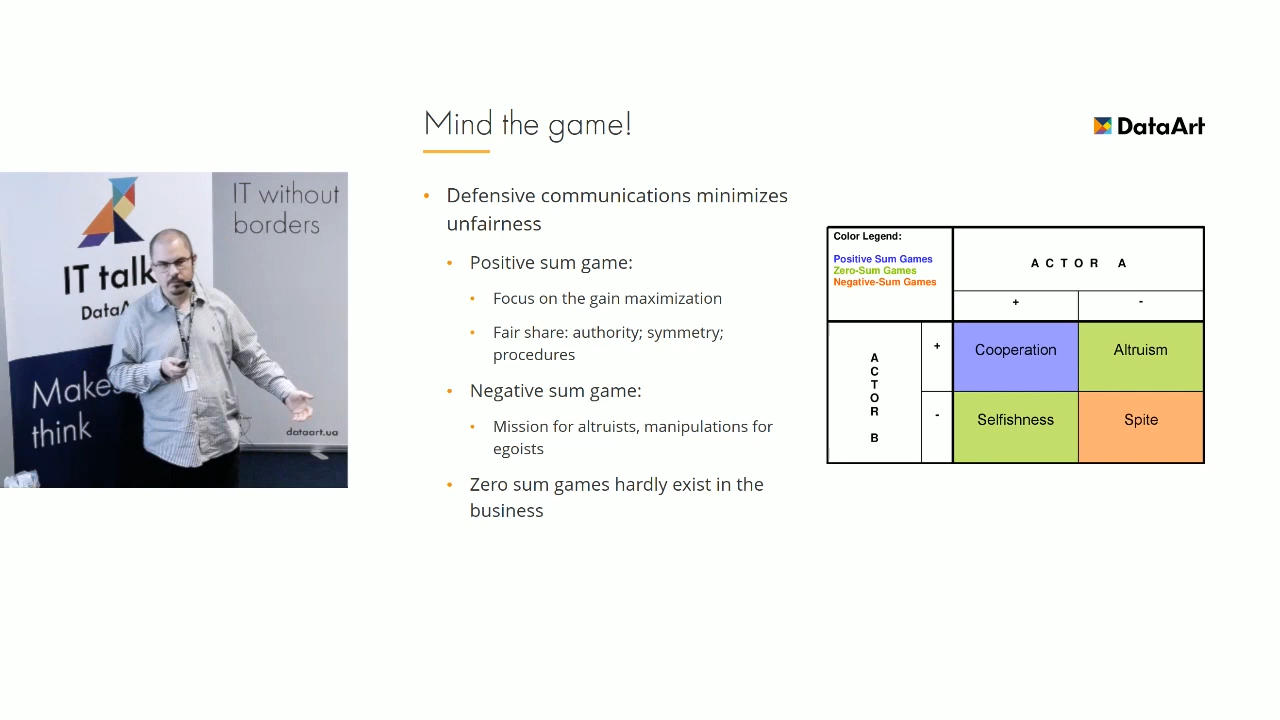 Mind the game!
DataArt
IT without
borders
IT talk
Makes
think
dataart.ua
• Defensive communications minimizes
unfairness
• Positive sum game:
• Focus on the gain maximization
• Fair share: authority; symmetry;
procedures
• Negative sum game:
• Mission for altruists, manipulations for
egoists
• Zero sum games hardly exist in the
business
Color Legend:
Positive Sum Games
Zero-Sum Games
Negative-Sum Games
ACTOR A
+ -
ACTOR B
+ Cooperation Altruism
- Selfishness Spite